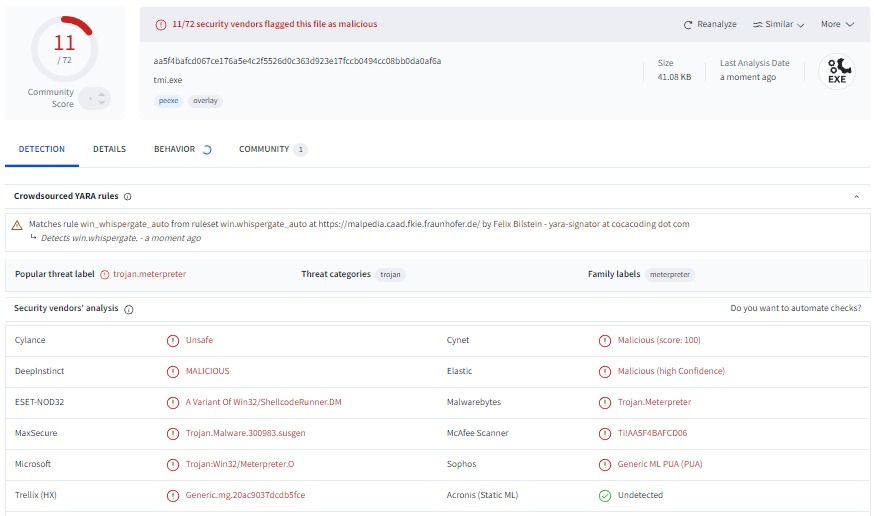 11
/ 72
Community
Score
11/72 security vendors flagged this file as malicious
Reanalyze
Similar
More
aa5f4bafcd067ce176a5e4c2f5526d0c363d923e17fccb0494cc08bb0da0af6a
tmi.exe
peexe
overlay
Size
41.08 KB
Last Analysis Date
a moment ago
EXE
DETECTION
DETAILS
BEHAVIOR
COMMUNITY 1
Crowdsourced YARA rules
Matches rule win_whispergate_auto from ruleset win.whispergate_auto at https://malpedia.caad.fkie.fraunhofer.de/ by Felix Bilstein - yara-signator at cocacoding dot com
Detects win.whispergate. - a moment ago
Popular threat label trojan.meterpreter
Threat categories trojan
Family labels meterpreter
Security vendors' analysis
Do you want to automate checks?
Cylance Unsafe
Cynet Malicious (score: 100)
DeepInstinct MALICIOUS
Elastic Malicious (high Confidence)
ESET-NOD32 A Variant Of Win32/ShellcodeRunner.DM
Malwarebytes Trojan.Meterpreter
MaxSecure Trojan.Malware.300983.susgen
McAfee Scanner Ti!AA5F4BAFCD06
Microsoft Trojan:Win32/Meterpreter.O
Sophos Generic ML PUA (PUA)
Trellix (HX) Generic.mg.20ac9037dcdb5fce
Acronis (Static ML) Undetected